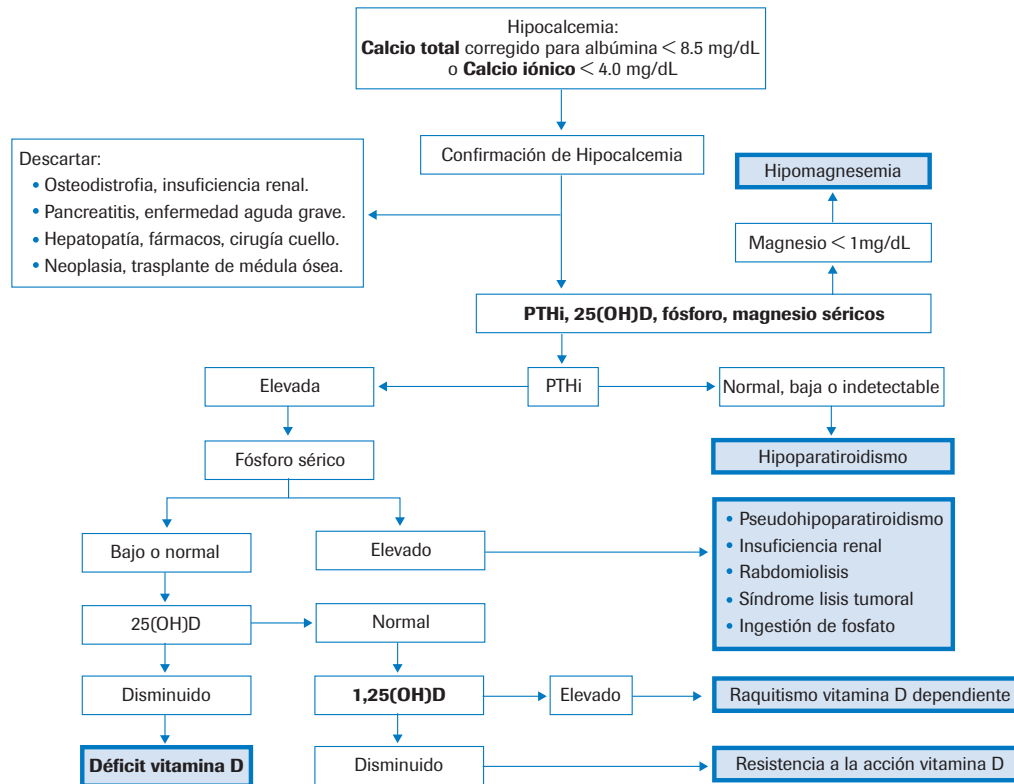 Hipocalcemia:
Calcio total corregido para albúmina < 8.5 mg/dL
o Calcio iónico < 4.0 mg/dL
Confirmación de Hipocalcemia
Descartar:
• Osteodistrofia, insuficiencia renal.
• Pancreatitis, enfermedad aguda grave.
• Hepatopatía, fármacos, cirugía cuello.
• Neoplasia, trasplante de médula ósea.
Hipomagnesemia
Magnesio < 1mg/dL
PTHi, 25(OH)D, fósforo, magnesio séricos
Elevada
PTHi
Normal, baja o indetectable
Fósforo sérico
Hipoparatiroidismo
Bajo o normal
Elevado
• Pseudohipoparatiroidismo
• Insuficiencia renal
• Rabdomiolisis
• Síndrome lisis tumoral
• Ingestión de fosfato
25(OH)D
Normal
Disminuido
1,25(OH)D
Elevado
Raquitismo vitamina D dependiente
Déficit vitamina D
Disminuido
Resistencia a la acción vitamina D